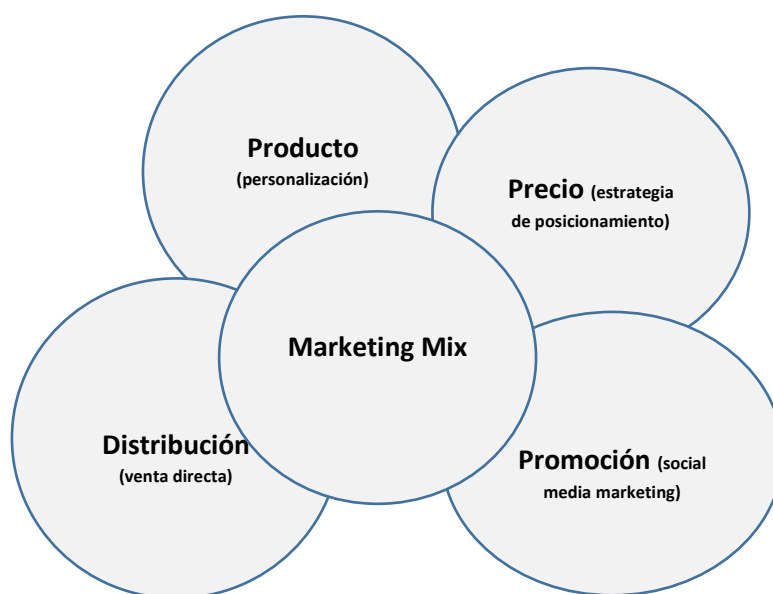 Producto
(personalización)
Precio (estrategia
de posicionamiento)
Marketing Mix
Distribución
(venta directa)
Promoción (social
media marketing)